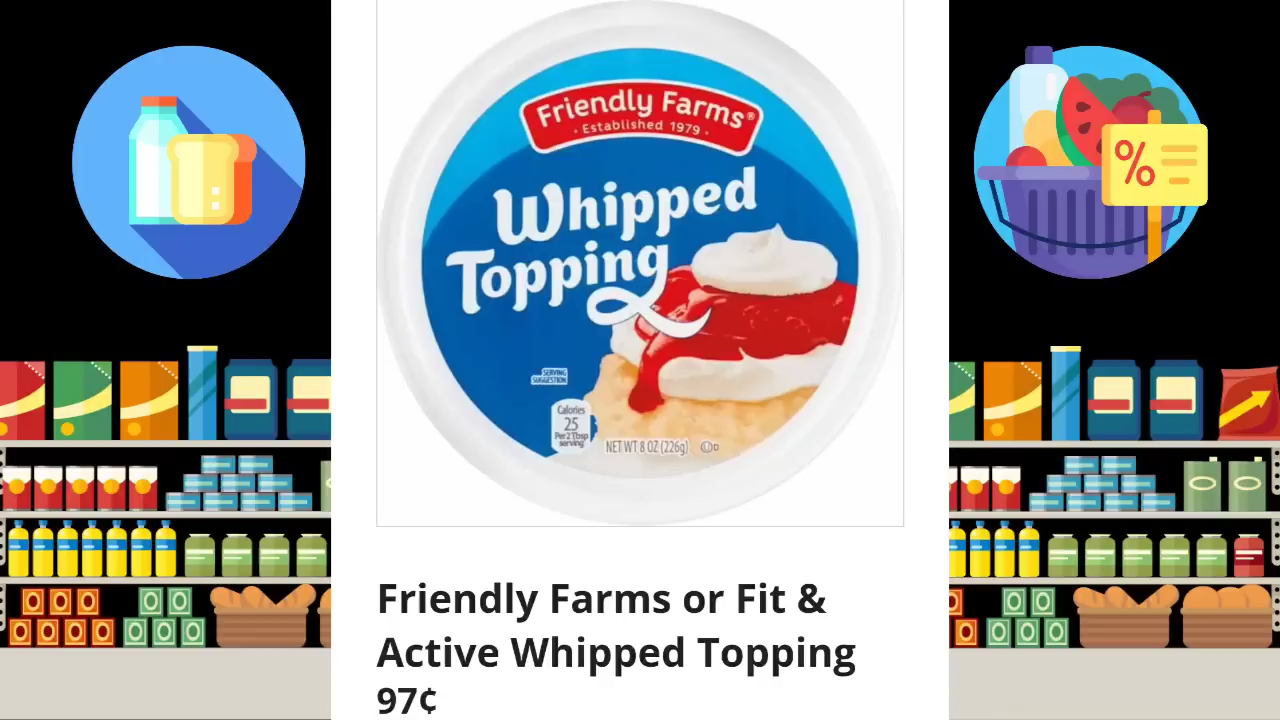 Friendly Farms®
· Established 1979 ·
Whipped
Topping
SERVING
SUGGESTION
Calories
25
Per 2 Tbsp
serving
NET WT 8 OZ (226g)
U D
%
Friendly Farms or Fit &
Active Whipped Topping
97¢